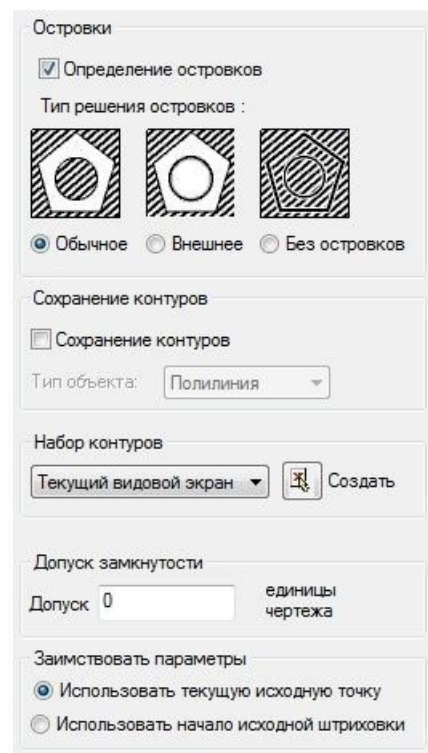 Островки
Определение островков
Тип решения островков :
Обычное Внешнее Без островков
Сохранение контуров
Сохранение контуров
Тип объекта: Полилиния
Набор контуров
Текущий видовой экран Создать
Допуск замкнутости
Допуск 0 единицы
чертежа
Заимствовать параметры
Использовать текущую исходную точку
Использовать начало исходной штриховки